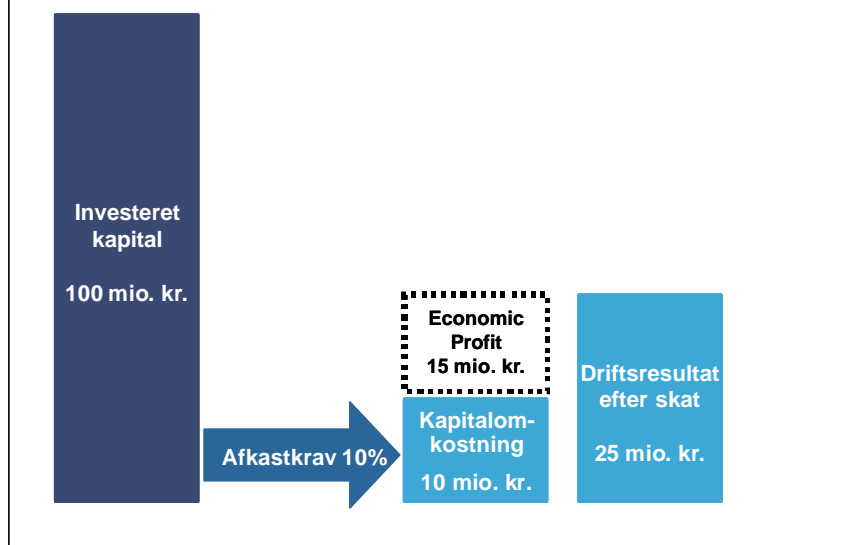 Investeret
kapital
100 mio. kr.
Afkastkrav 10%
Economic
Profit
15 mio. kr.
Kapitalom-
kostning
10 mio. kr.
Driftsresultat
efter skat
25 mio. kr.